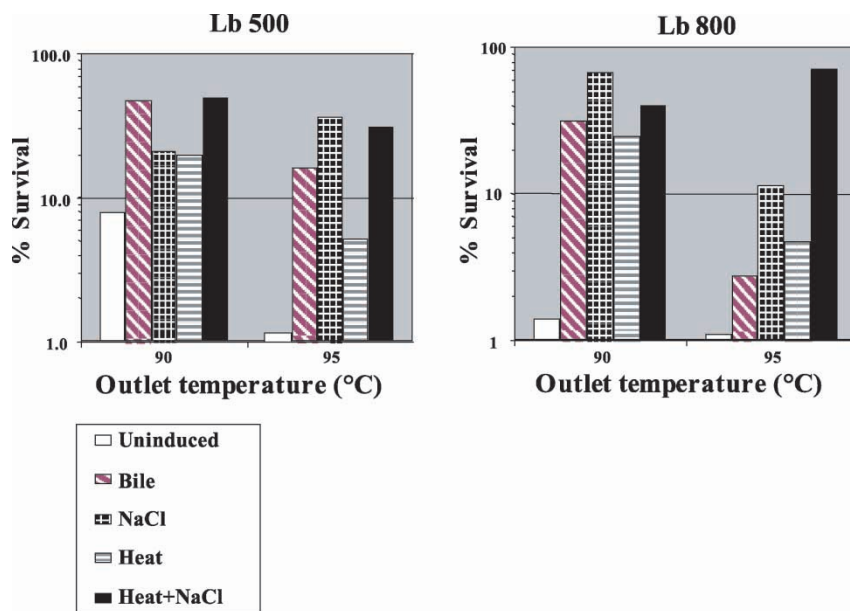 Lb 500
100.0
10.0
1.0
% Survival
90
95
Outlet temperature (°C)
Lb 800
100
10
1
% Survival
90
95
Outlet temperature (°C)
Uninduced
Bile
NaCl
Heat
Heat+NaCl